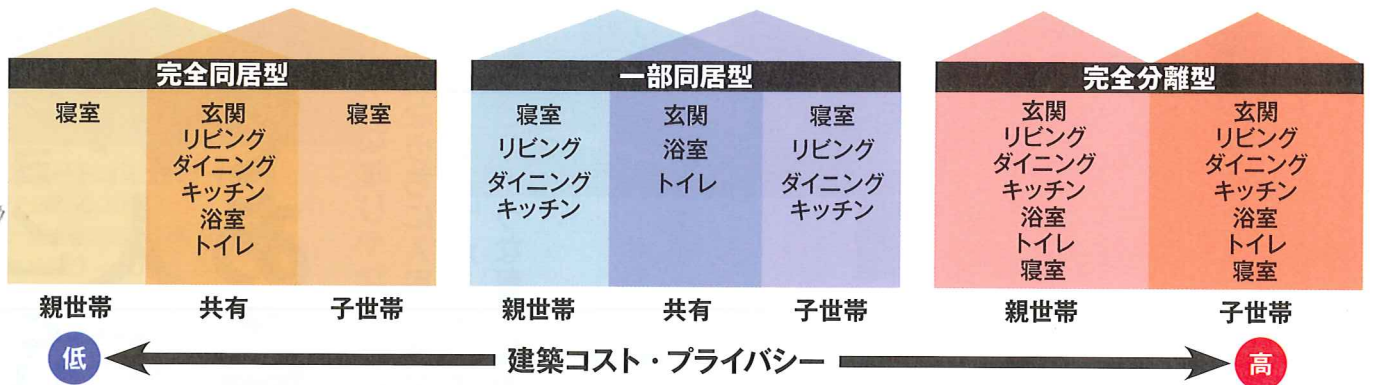 完全同居型
寝室
玄関
リビング
ダイニング
キッチン
浴室
トイレ
寝室
親世帯
共有
子世帯
一部同居型
寝室
リビング
ダイニング
キッチン
玄関
浴室
トイレ
寝室
リビング
ダイニング
キッチン
親世帯
共有
子世帯
完全分離型
玄関
リビング
ダイニング
キッチン
浴室
トイレ
寝室
玄関
リビング
ダイニング
キッチン
浴室
トイレ
寝室
親世帯
子世帯
低
建築コスト・プライバシー
高